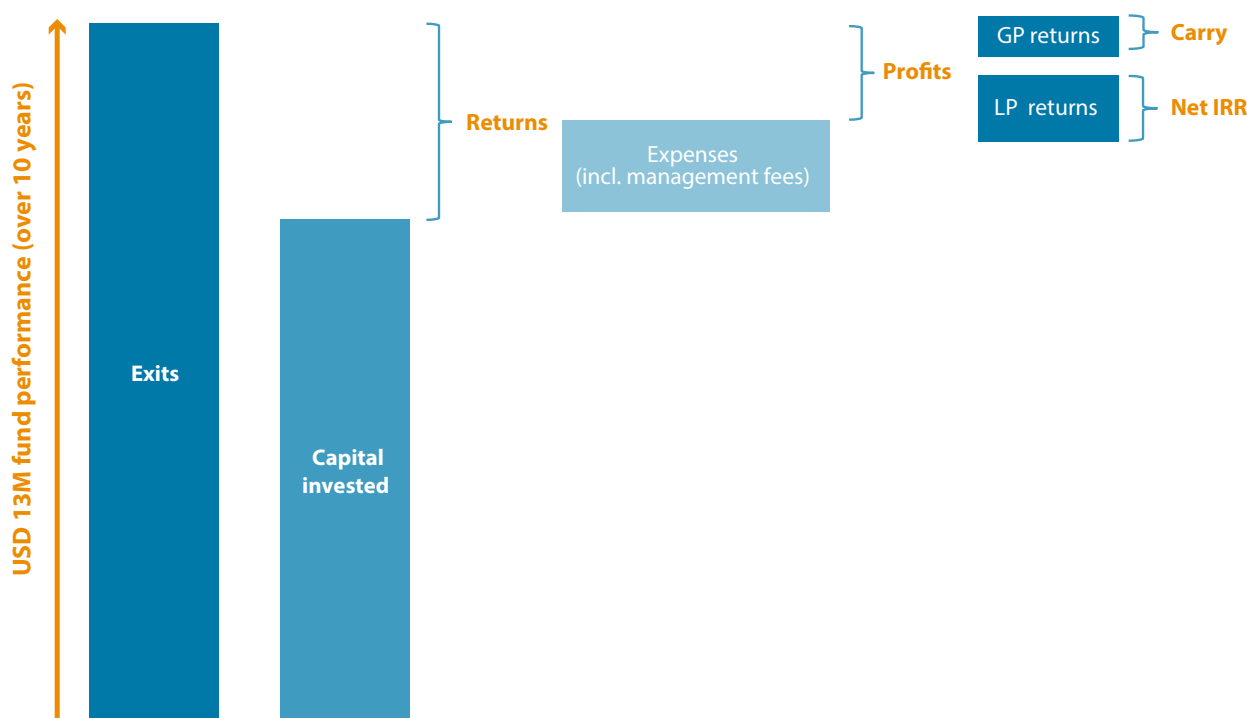 USD 13M fund performance (over 10 years)
Exits
Capital
invested
Returns
Expenses
(incl. management fees)
Profits
GP returns
Carry
LP returns
Net IRR